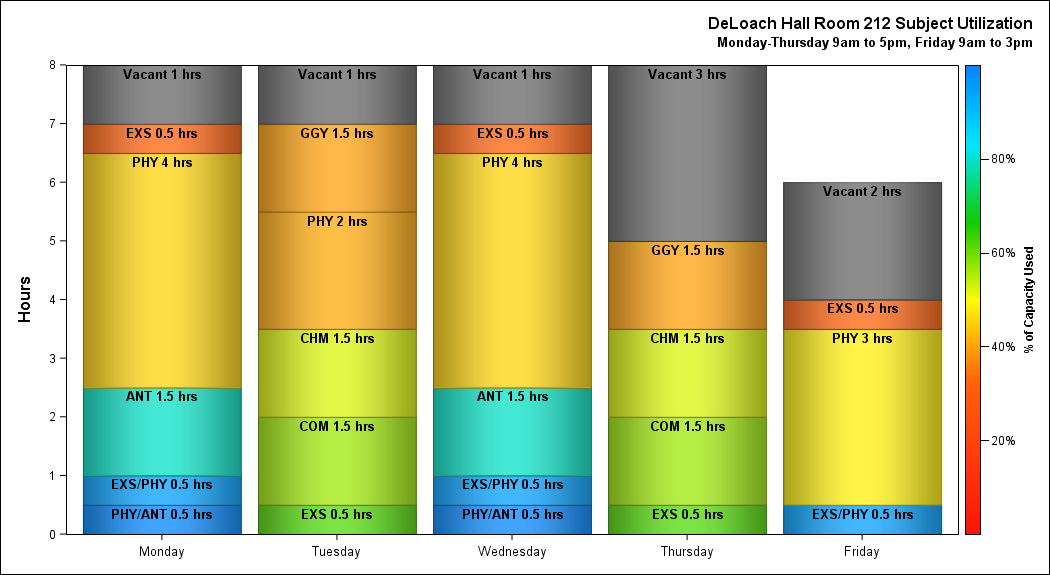 DeLoach Hall Room 212 Subject Utilization
Monday-Thursday 9am to 5pm, Friday 9am to 3pm
Hours
8
7
6
5
4
3
2
1
0
Vacant 1 hrs
EXS 0.5 hrs
PHY 4 hrs
ANT 1.5 hrs
EXS/PHY 0.5 hrs
PHY/ANT 0.5 hrs
Monday
Vacant 1 hrs
GGY 1.5 hrs
PHY 2 hrs
CHM 1.5 hrs
COM 1.5 hrs
EXS 0.5 hrs
Tuesday
Vacant 1 hrs
EXS 0.5 hrs
PHY 4 hrs
ANT 1.5 hrs
EXS/PHY 0.5 hrs
PHY/ANT 0.5 hrs
Wednesday
Vacant 3 hrs
GGY 1.5 hrs
CHM 1.5 hrs
COM 1.5 hrs
EXS 0.5 hrs
Thursday
Vacant 2 hrs
EXS 0.5 hrs
PHY 3 hrs
EXS/PHY 0.5 hrs
Friday
80%
60%
40%
20%
% of Capacity Used